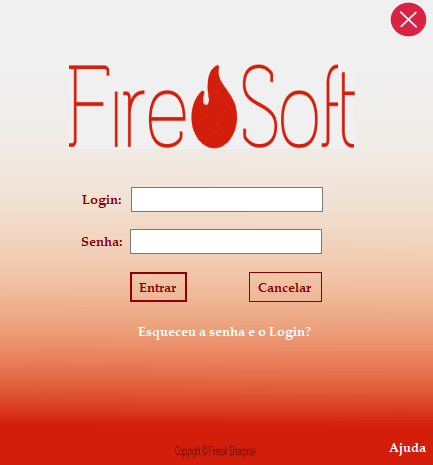 FireSoft
Login:
Senha:
Entrar Cancelar
Esqueceu a senha e o Login?
Copyright © Firesoft Enterprise
Ajuda